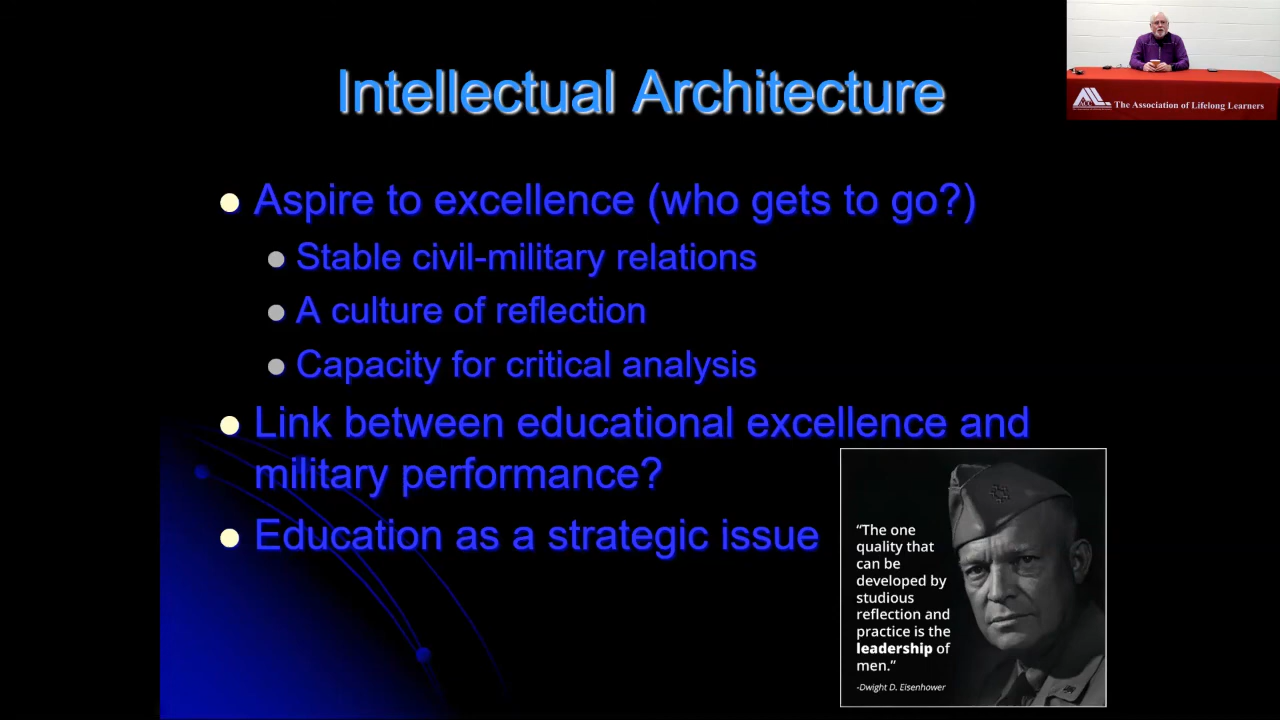 Intellectual Architecture
The Association of Lifelong Learners
Aspire to excellence (who gets to go?)
Stable civil-military relations
A culture of reflection
Capacity for critical analysis
Link between educational excellence and
military performance?
Education as a strategic issue
“The one
quality that
can be
developed by
studious
reflection and
practice is the
leadership of
men.”
-Dwight D. Eisenhower